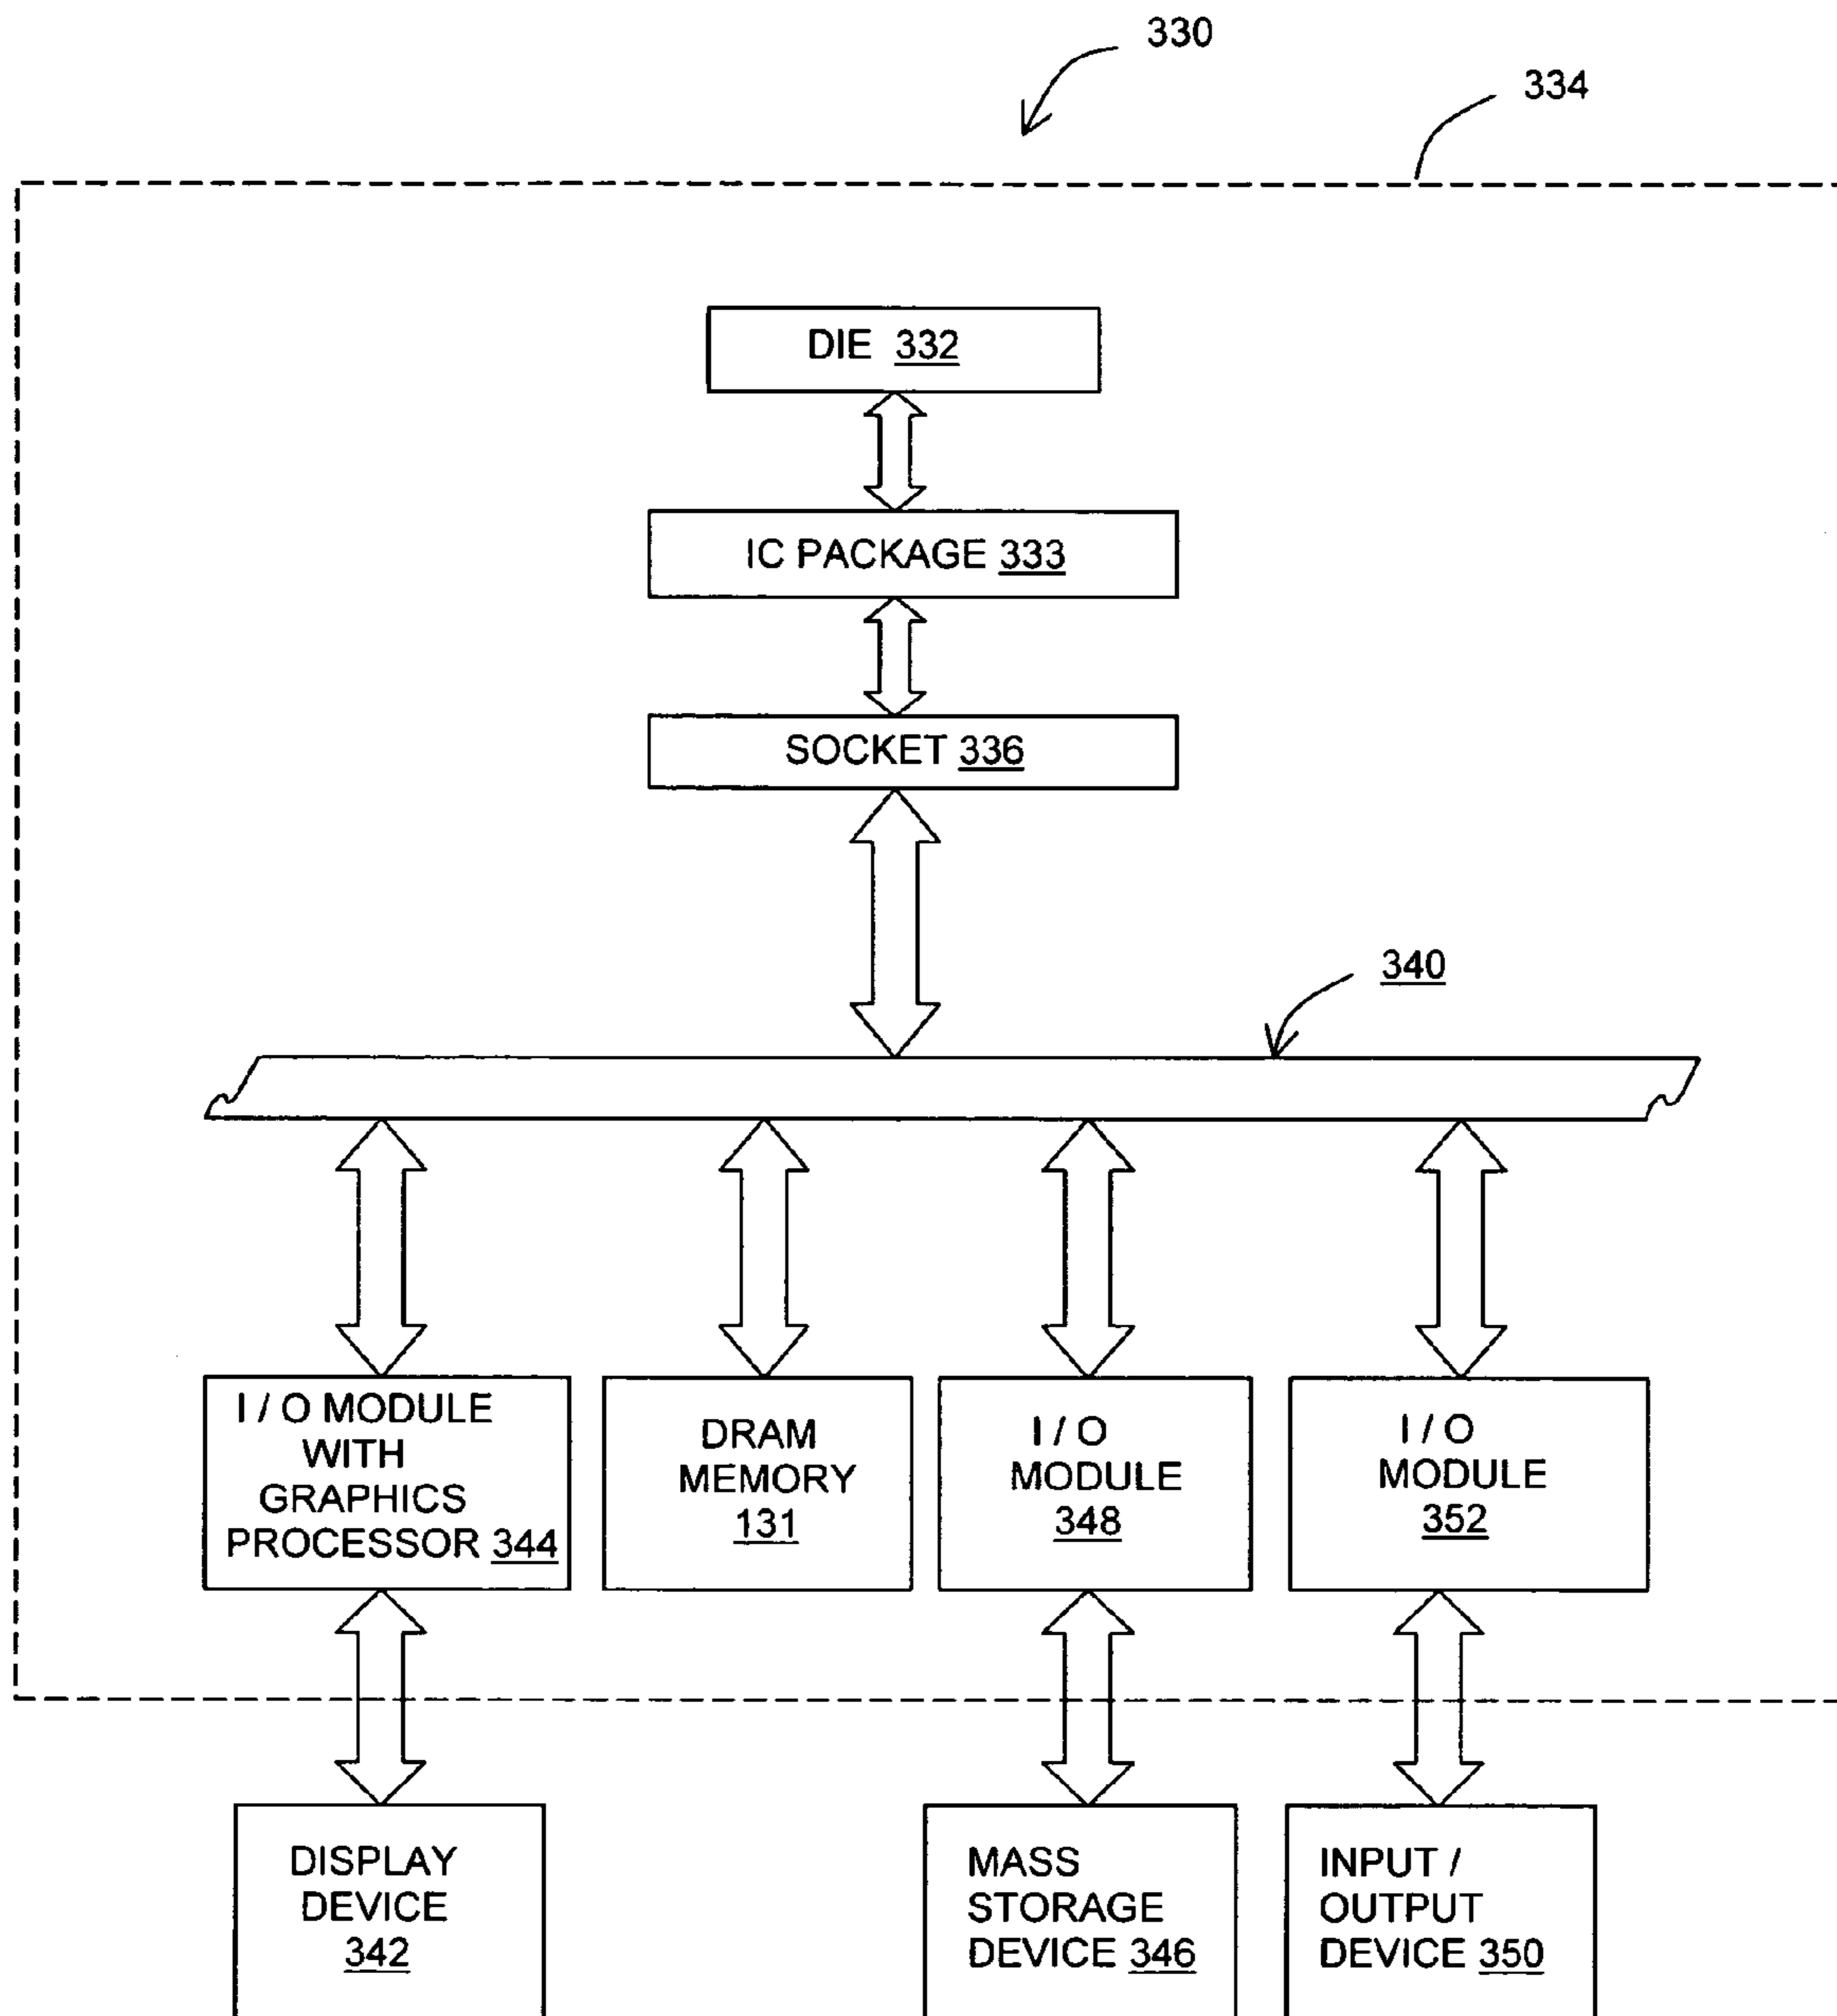 330
334
DIE 332
IC PACKAGE 333
SOCKET 336
340
I / O MODULE
WITH
GRAPHICS
PROCESSOR 344
DRAM
MEMORY
131
I / O
MODULE
348
I / O
MODULE
352
DISPLAY
DEVICE
342
MASS
STORAGE
DEVICE 346
INPUT /
OUTPUT
DEVICE 350